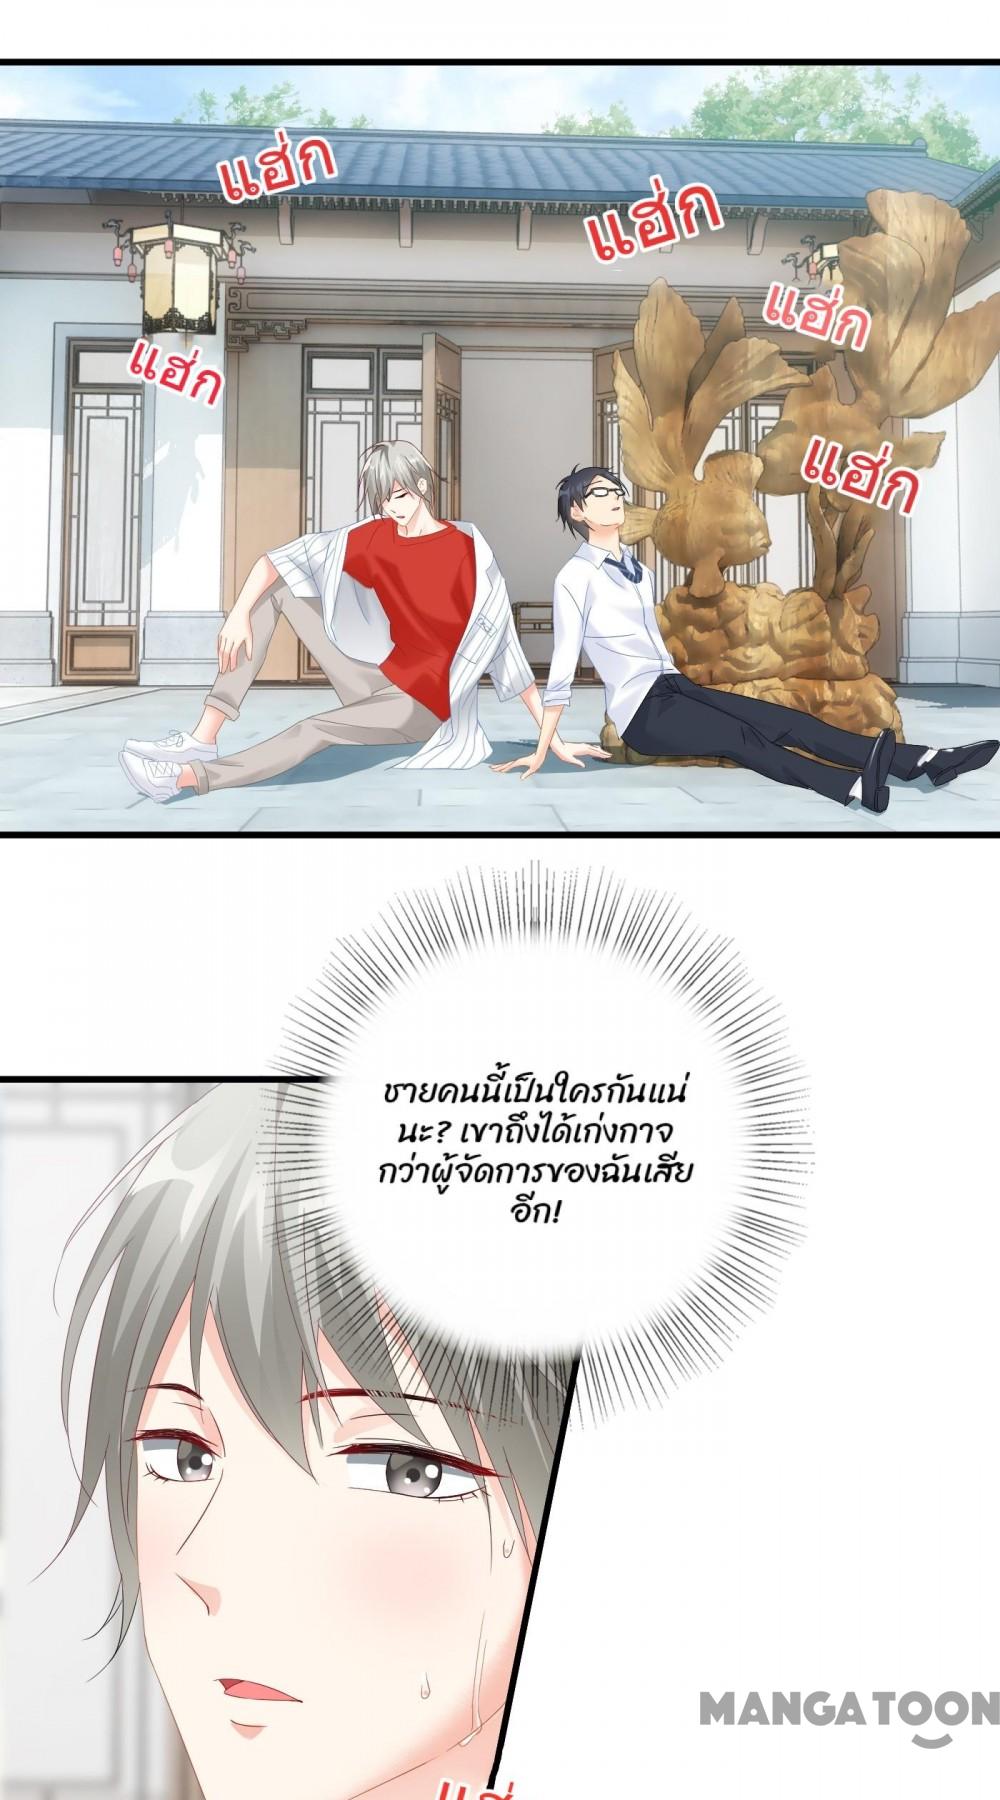 แฮ่ก
แฮ่ก
แฮ่ก
แฮ่ก
แฮ่ก
ชายคนนี้เป็นใครกันแน่
นะ? เขาถึงได้เก่งกาจ
กว่าผู้จัดการของฉันเสีย
อีก!
MANGATOON